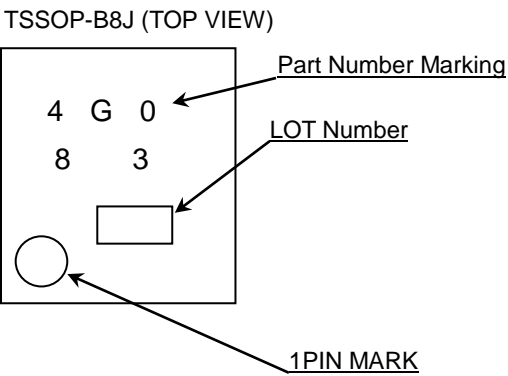 TSSOP-B8J (TOP VIEW)
Part Number Marking
4 G 0
LOT Number
8 3
1PIN MARK